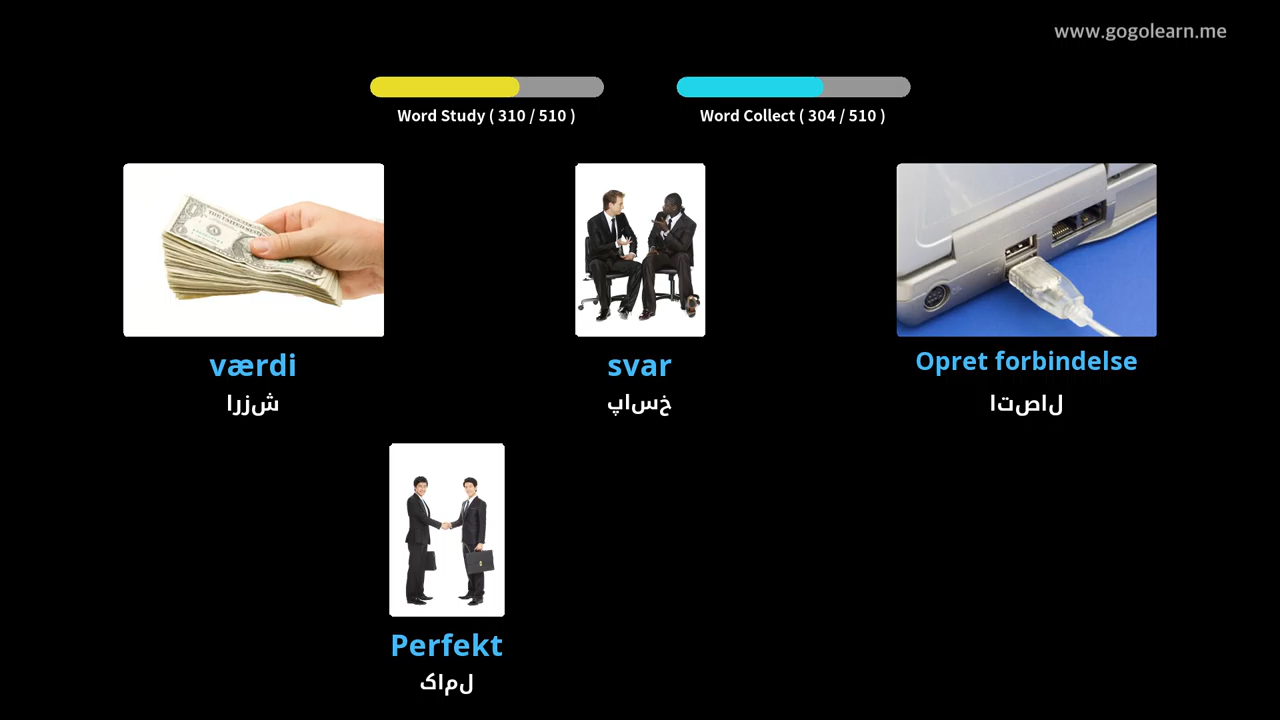 www.gogolearn.me
Word Study ( 310 / 510 )
Word Collect ( 304 / 510 )
værdi
شزرا
svar
خساپ
Opret forbindelse
لاصتا
Perfekt
لماک